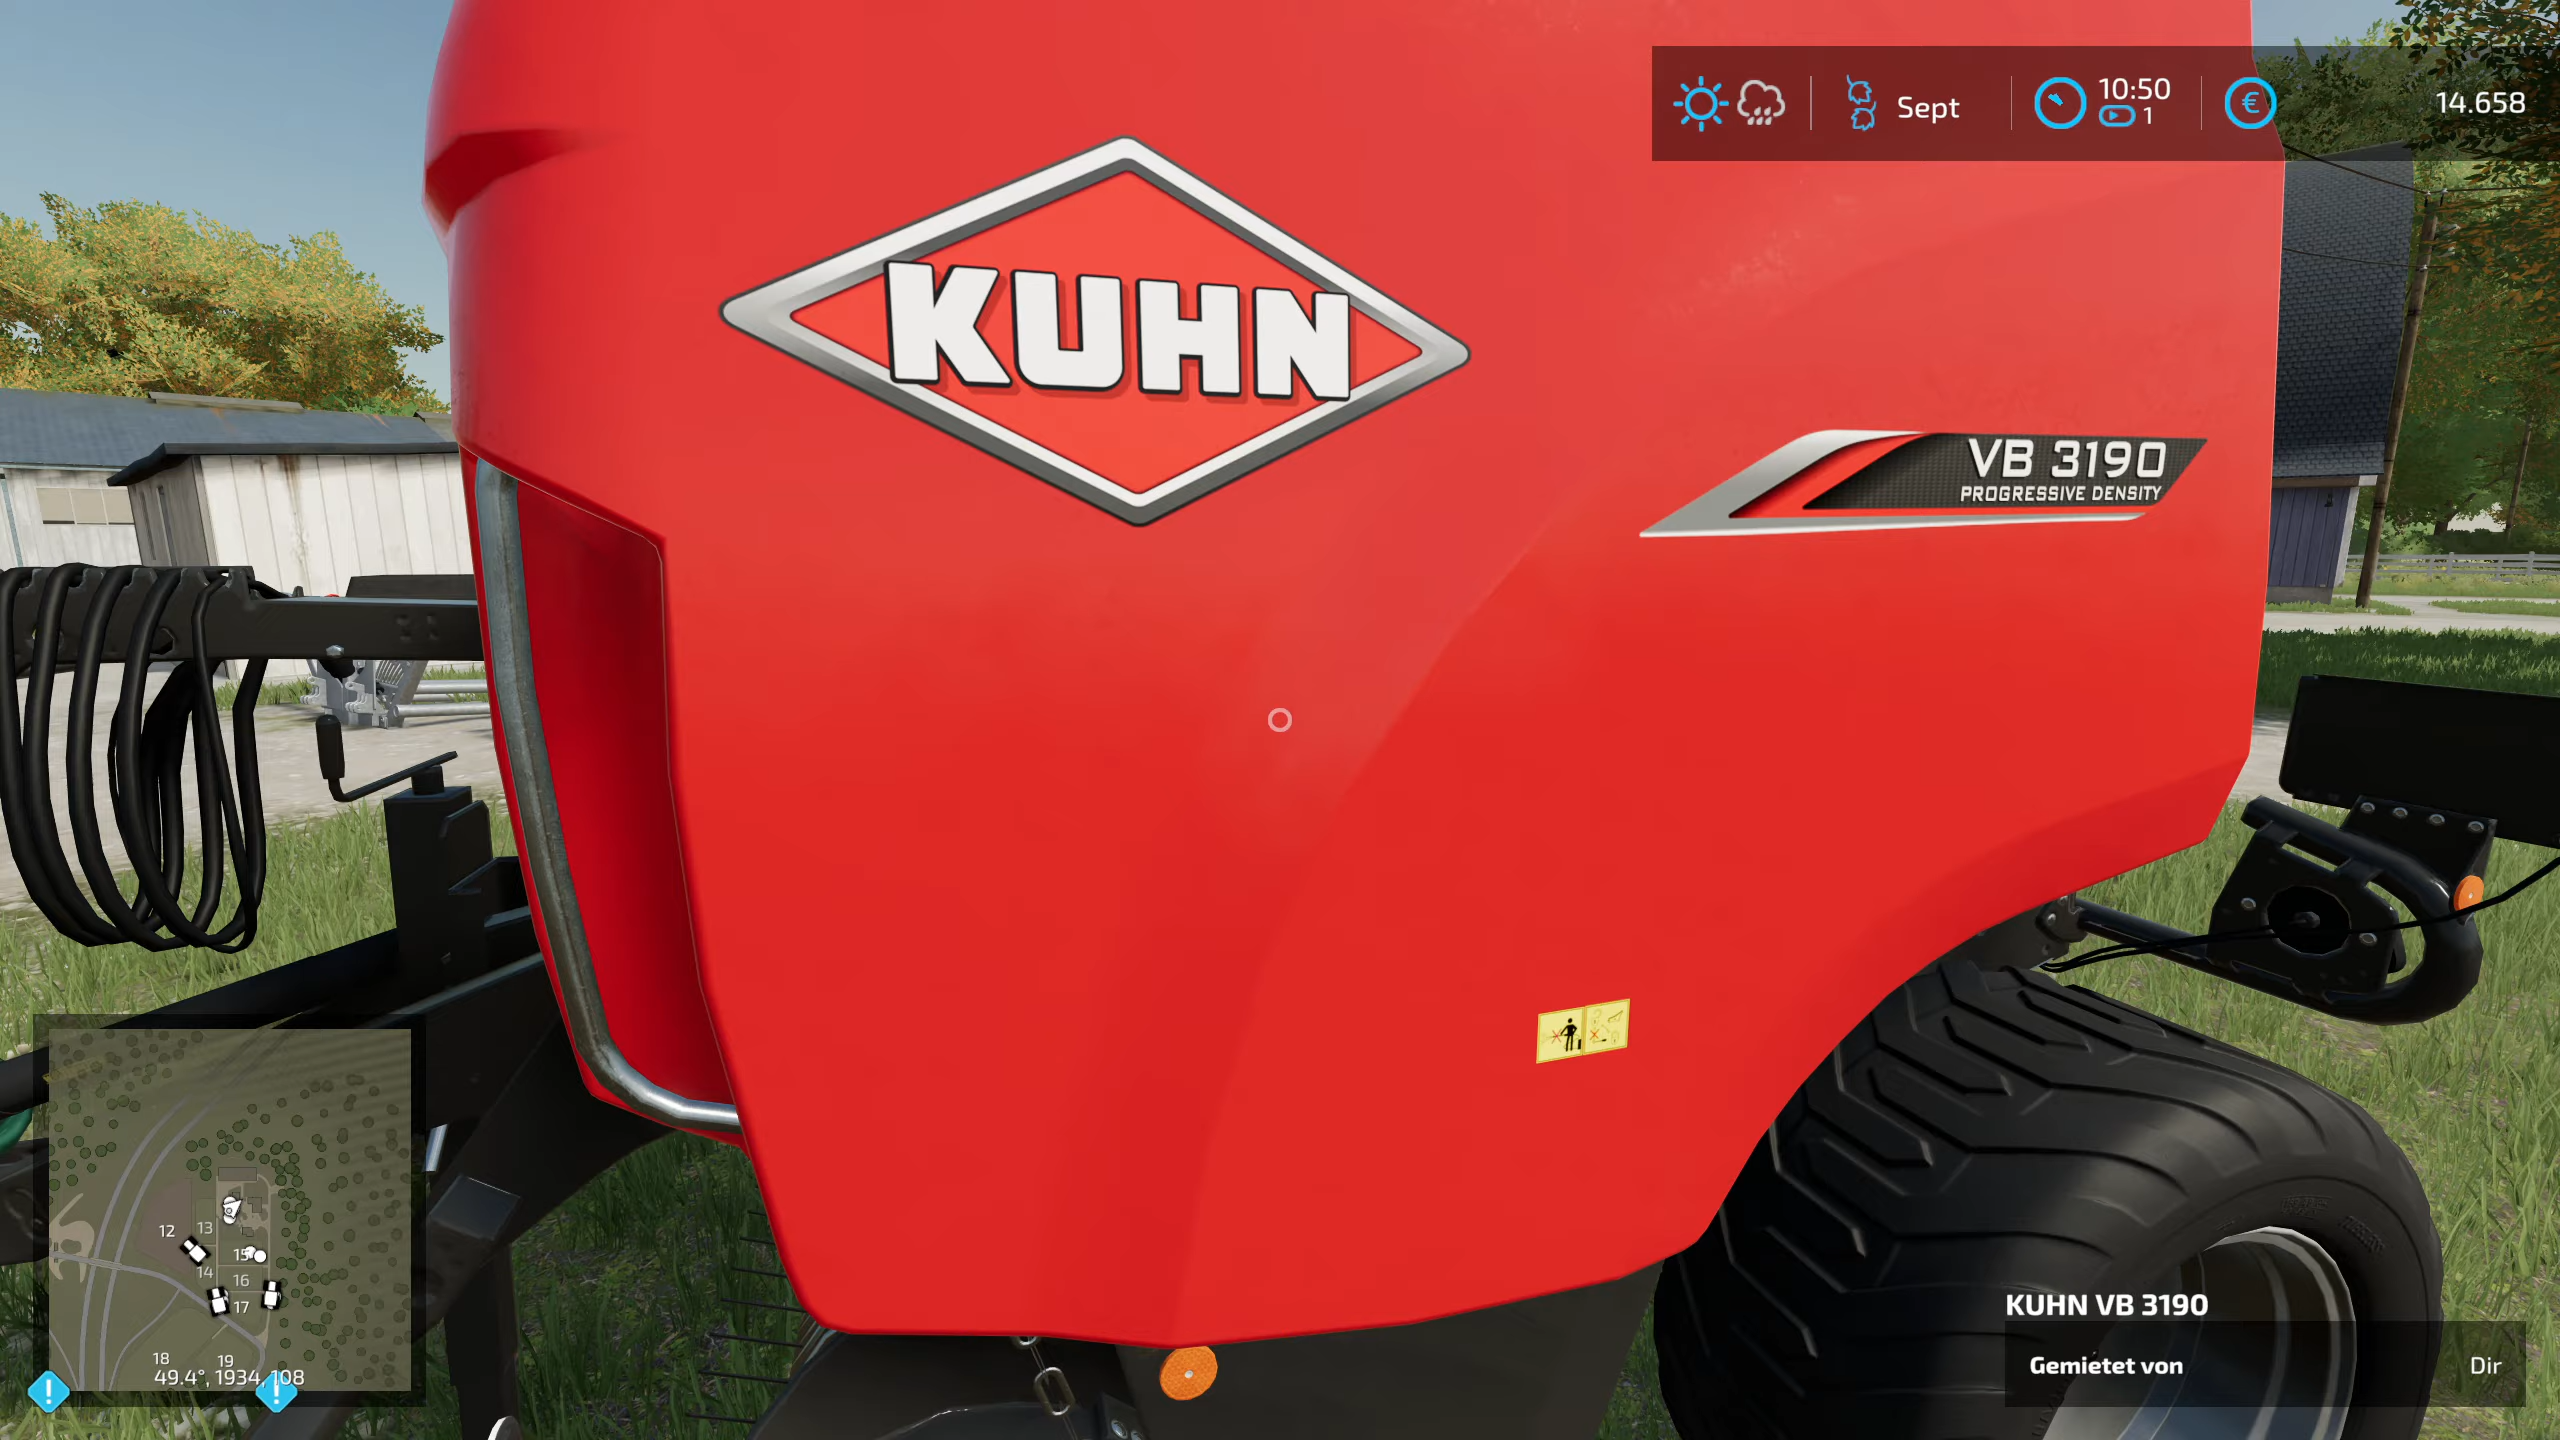 Sept
10:50
1
€
14.658
KUHN
VB 3190
PROGRESSIVE DENSITY
12
13
15
14
16
17
18
19
49.4°, 1934, 108
KUHN VB 3190
Gemietet von
Dir